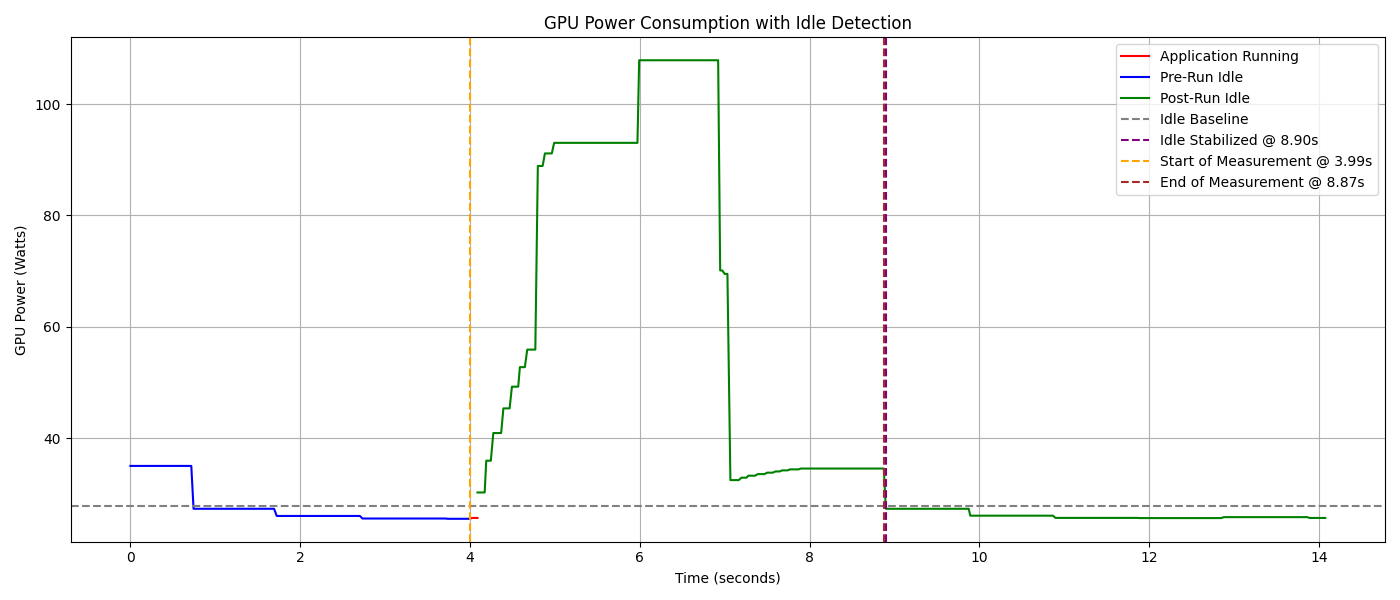 GPU Power Consumption with Idle Detection
GPU Power (Watts)
100
80
60
40
Application Running
Pre-Run Idle
Post-Run Idle
Idle Baseline
Idle Stabilized @ 8.90s
Start of Measurement @ 3.99s
End of Measurement @ 8.87s
0 2 4 6 8 10 12 14
Time (seconds)